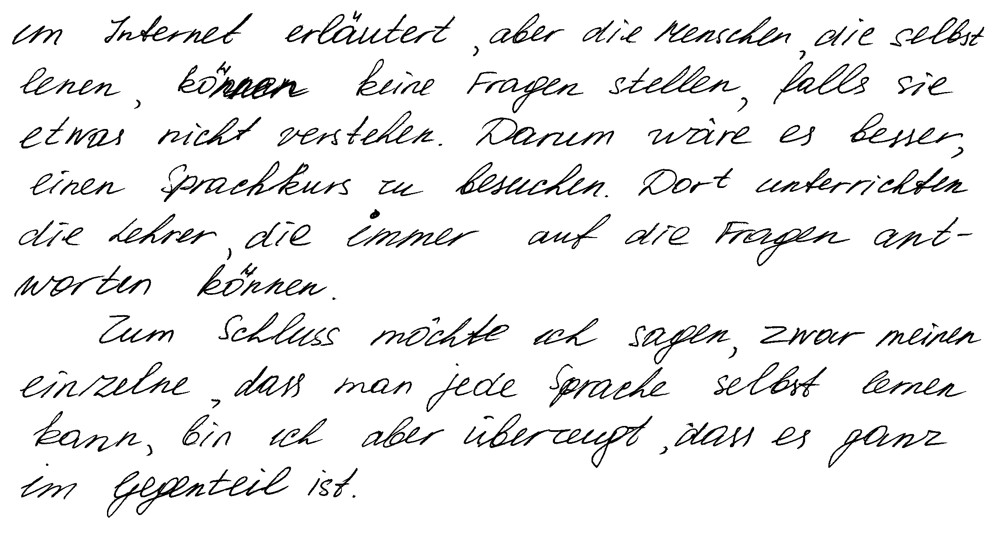 im Internet erläutert, aber die Menschen, die selbst
lenen, können keine Fragen stellen, falls sie
etwas nicht verstehen. Darum wäre es besser,
einen Sprachkurs zu besuchen. Dort unterrichten
die Lehrer, die immer auf die Fragen ant-
worten können.
Zum Schluss möchte ich sagen, zwar meinen
einzelne, dass man jede Sprache selbst lernen
kann, bin ich aber überzeugt, dass es ganz
im Gegenteil ist.